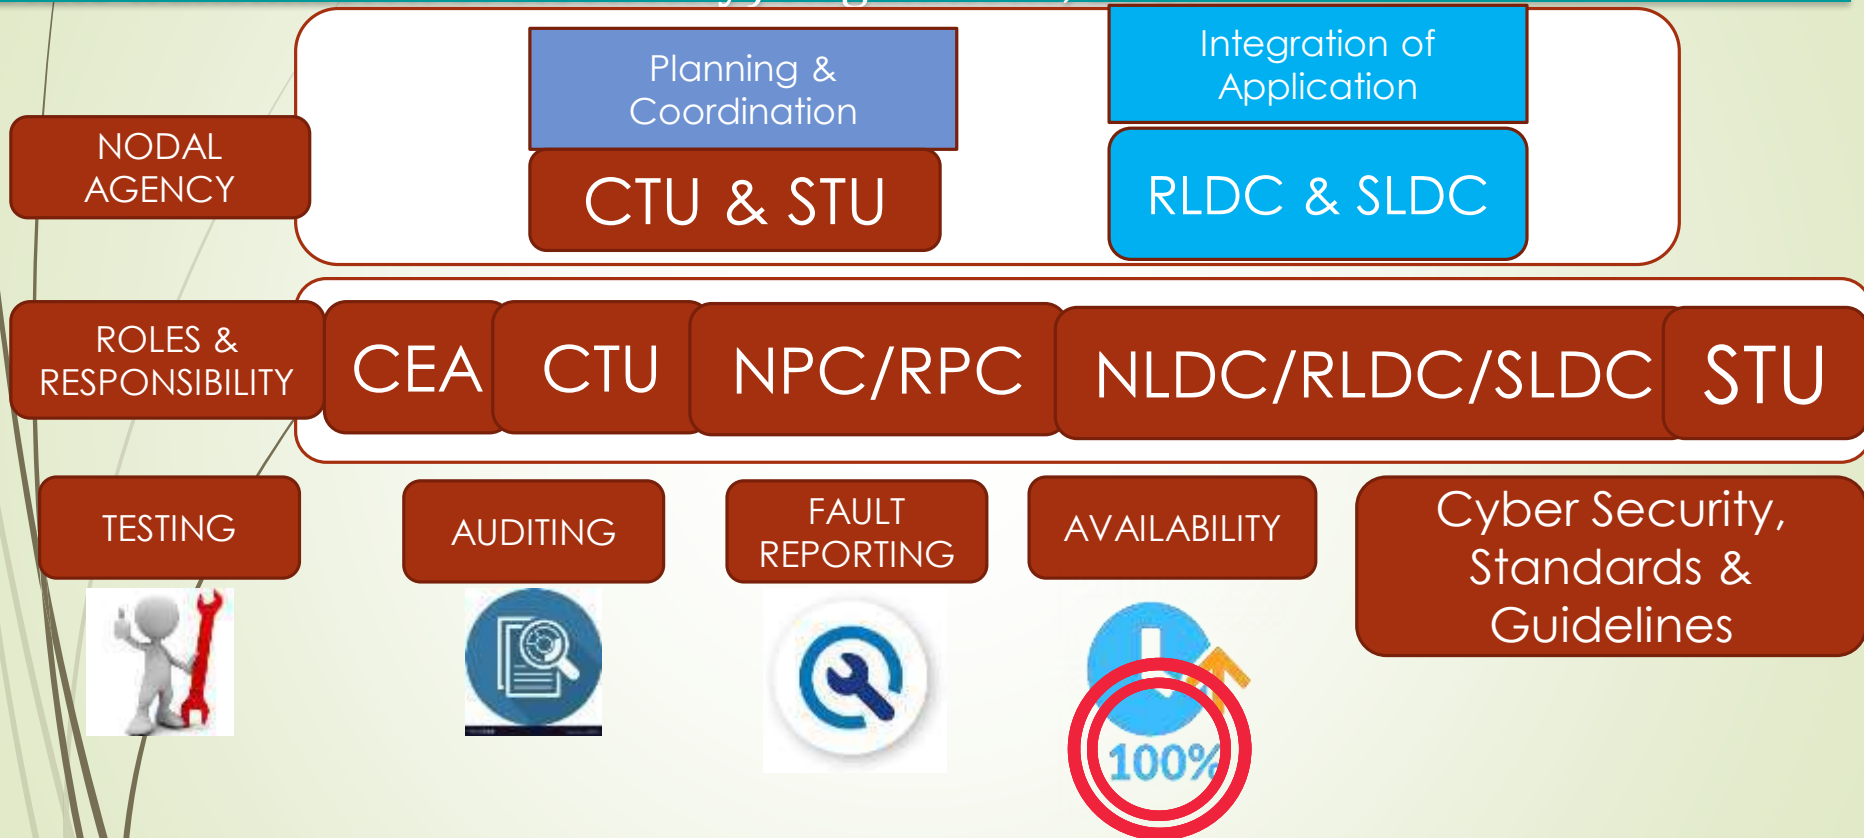 Planning &
Coordination
Integration of
Application
NODAL
AGENCY
CTU & STU
RLDC & SLDC
ROLES &
RESPONSIBILITY
CEA
CTU
NPC/RPC
NLDC/RLDC/SLDC
STU
TESTING
AUDITING
FAULT
REPORTING
AVAILABILITY
Cyber Security,
Standards &
Guidelines
100%